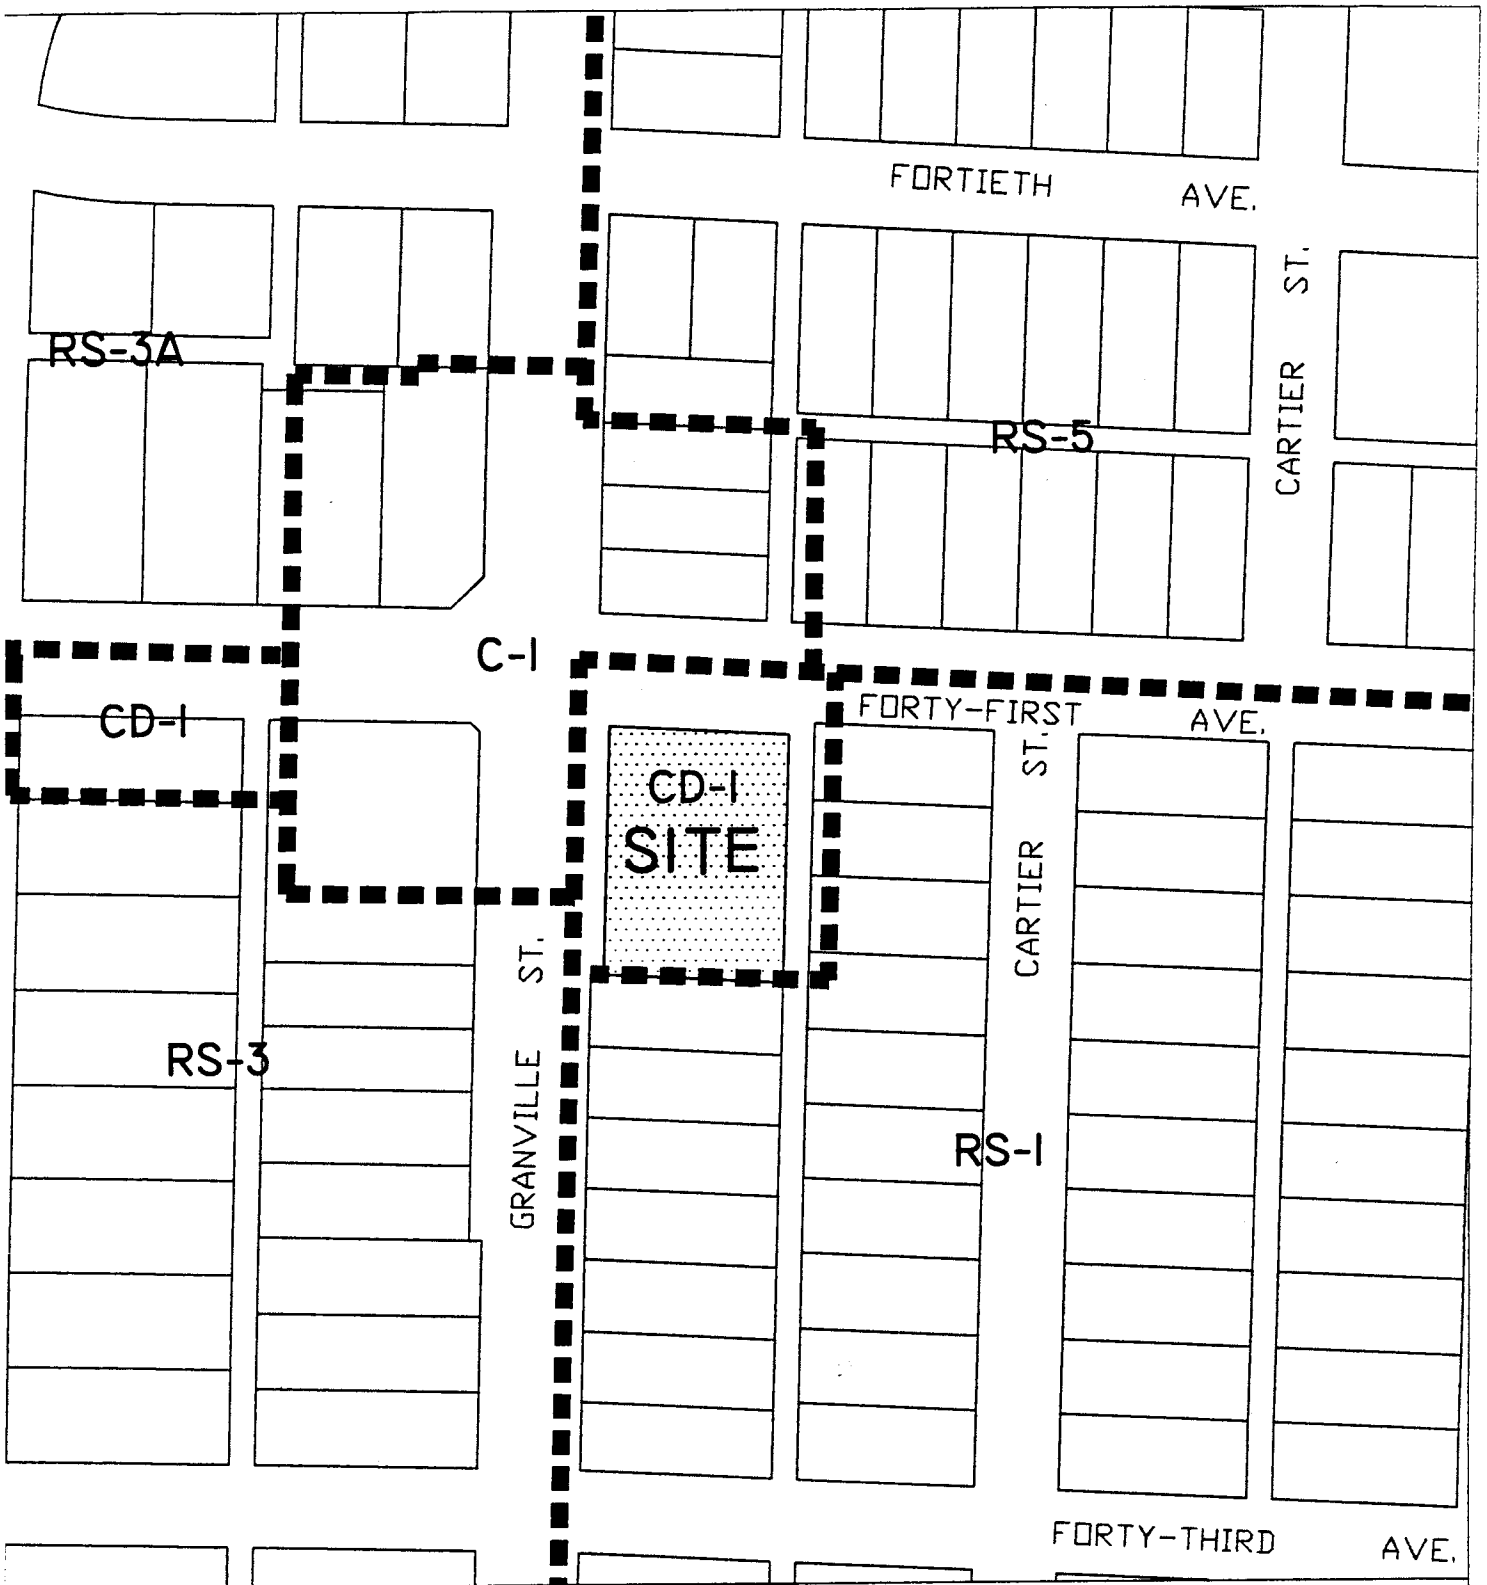 FORTIETH AVE.
CARTIER ST.
RS-3A
RS-5
C-1
FORTY-FIRST AVE.
CD-1
CD-1
SITE
CARTIER ST.
GRANVILLE ST.
RS-3
RS-1
FORTY-THIRD AVE.